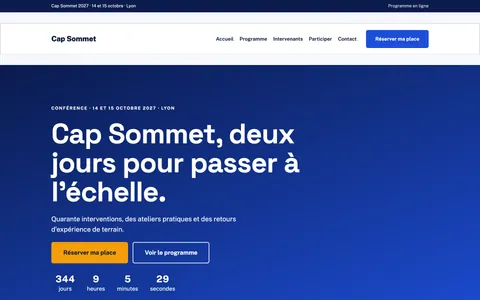 Cap Sommet 2027 · 14 et 15 octobre · Lyon
Programme en ligne
Cap Sommet
Accueil Programme Intervenants Participer Contact Réserver ma place
CONFÉRENCE · 14 ET 15 OCTOBRE 2027 · LYON
Cap Sommet, deux
jours pour passer à
l'échelle.
Quarante interventions, des ateliers pratiques et des retours
d'expérience de terrain.
Réserver ma place Voir le programme
344 9 5 29
jours heures minutes secondes